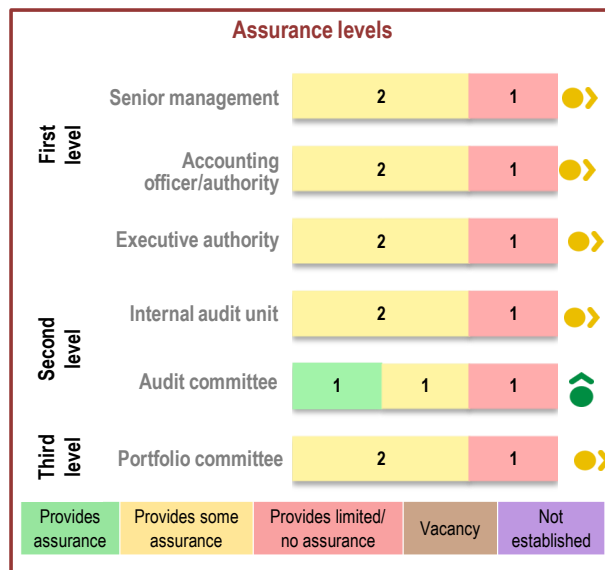 Assurance levels
First
level
Senior management
2
1
Accounting
officer/authority
2
1
Executive authority
2
1
Second
level
Internal audit unit
2
1
Audit committee
1
1
1
Third
level
Portfolio committee
2
1
Provides
assurance
Provides some
assurance
Provides limited/
no assurance
Vacancy
Not
established